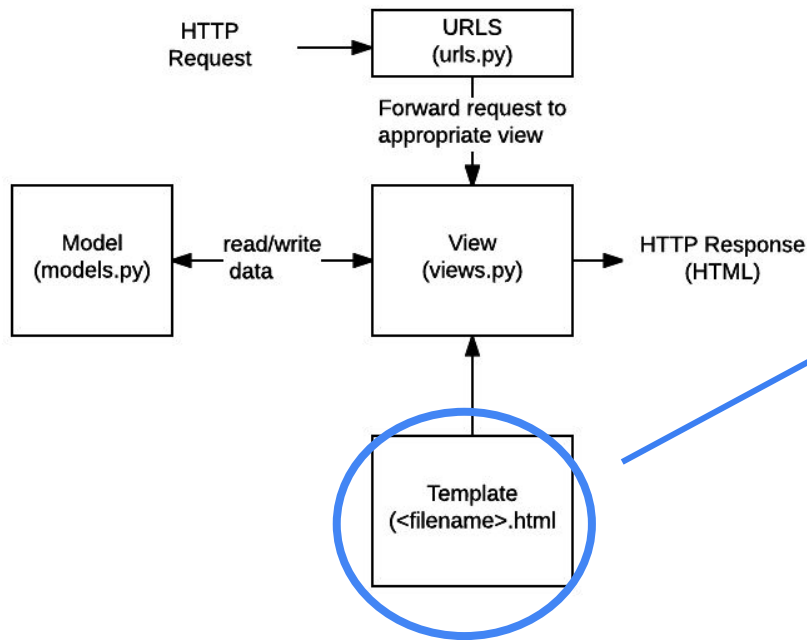 HTTP
Request
URLS
(urls.py)
Forward request to
appropriate view
Model
(models.py)
read/write
data
View
(views.py)
HTTP Response
(HTML)
Template
(<filename>.html